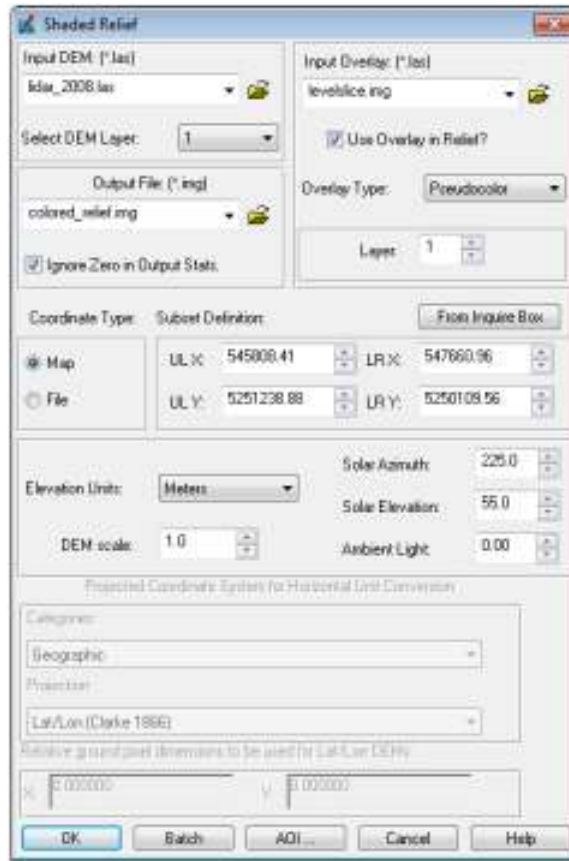 Shaded Relief
Input DEM: (*.las)
lidar_2008.las
Select DEM Layer: 1
Input Overlay: (*.las)
levelslice.img
Use Overlay in Relief?
Output File: (*.img)
colored_relief.img
Ignore Zero in Output Stats.
Overlay Type: Pseudocolor
Layer: 1
Coordinate Type: Subset Definition: From Inquire Box
Map
File
UL X: 545808.41 LR X: 547660.96
UL Y: 5251238.88 LR Y: 5250109.56
Elevation Units: Meters
DEM scale: 1.0
Solar Azimuth: 225.0
Solar Elevation: 55.0
Ambient Light: 0.00
Projected Coordinate System for Horizontal Unit Conversion
Categories
Geographic
Projection
Lat/Lon (Clarke 1866)
Relative ground pixel dimensions to be used for Lat/Lon DEMs
X: 0.000000 Y: 0.000000
OK Batch AOI ... Cancel Help